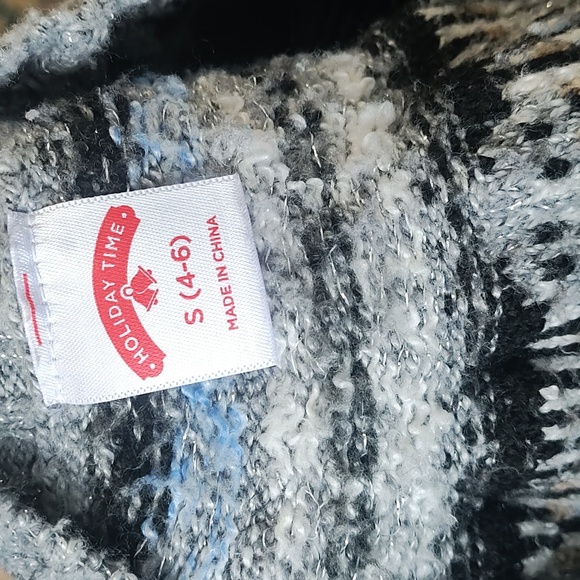 • HOLIDAY TIME •
S (4-6)
MADE IN CHINA